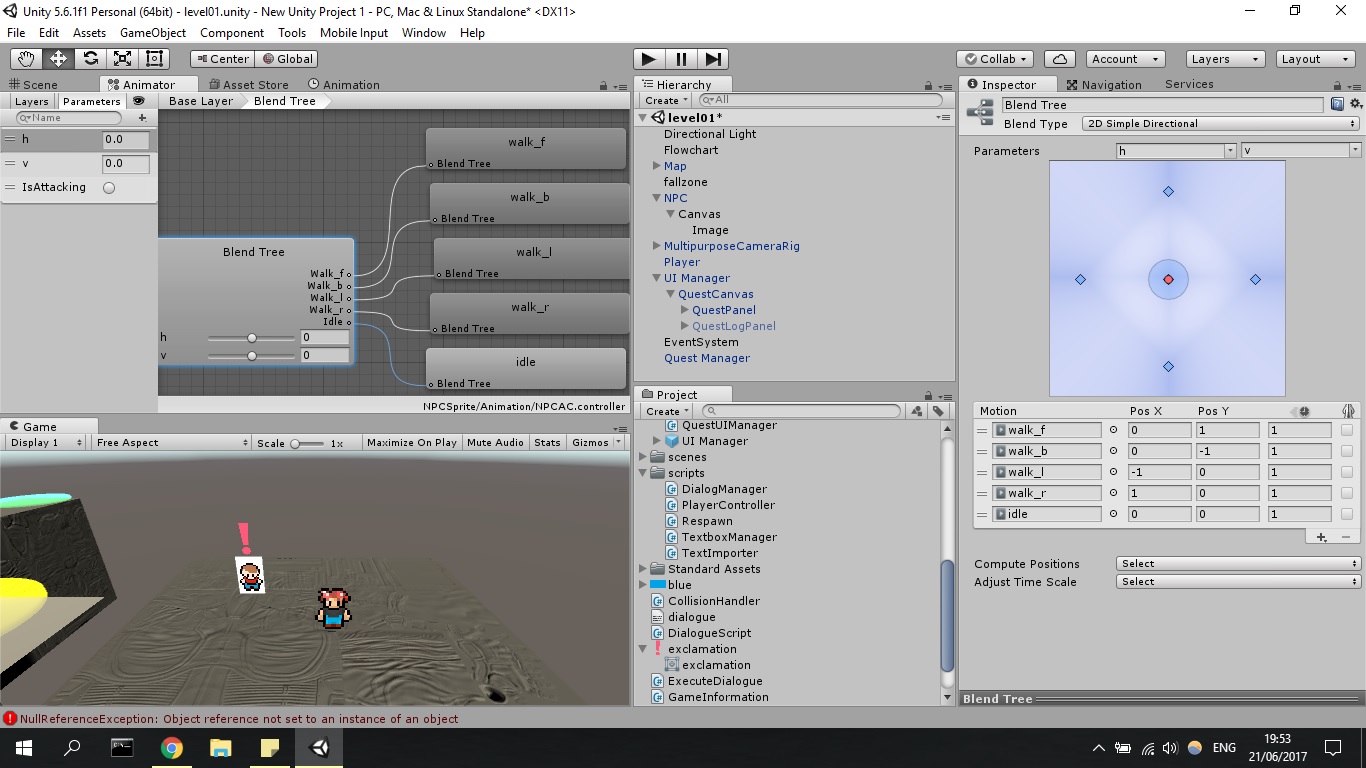 Unity 5.6.1f1 Personal (64bit) - level01.unity - New Unity Project 1 - PC, Mac & Linux Standalone* <DX11>
File Edit Assets GameObject Component Tools Mobile Input Window Help
Center Global
Collab Account Layers Layout
Scene Animator Asset Store Animation
Layers Parameters
Base Layer Blend Tree
Name
h 0.0
v 0.0
IsAttacking
walk_f
Blend Tree
walk_b
Blend Tree
walk_l
Blend Tree
walk_r
Blend Tree
idle
Blend Tree
Blend Tree
Walk_f
Walk_b
Walk_l
Walk_r
Idle
h 0
v 0
NPCSprite/Animation/NPCAC.controller
Game
Display 1 Free Aspect Scale 1x Maximize On Play Mute Audio Stats Gizmos
Hierarchy
Create All
level01*
Directional Light
Flowchart
Map
fallzone
NPC
Canvas
Image
MultipurposeCameraRig
Player
UI Manager
QuestCanvas
QuestPanel
QuestLogPanel
EventSystem
Quest Manager
Project
Create
QuestUIManager
UI Manager
scenes
scripts
DialogManager
PlayerController
Respawn
TextboxManager
TextImporter
Standard Assets
blue
CollisionHandler
dialogue
DialogueScript
exclamation
exclamation
ExecuteDialogue
GameInformation
Inspector Navigation Services
Blend Tree
Blend Type 2D Simple Directional
Parameters h v
Motion Pos X Pos Y
walk_f 0 1 1
walk_b 0 -1 1
walk_l -1 0 1
walk_r 1 0 1
idle 0 0 1
Compute Positions Select
Adjust Time Scale Select
Blend Tree
NullReferenceException: Object reference not set to an instance of an object
ENG
19:53
21/06/2017